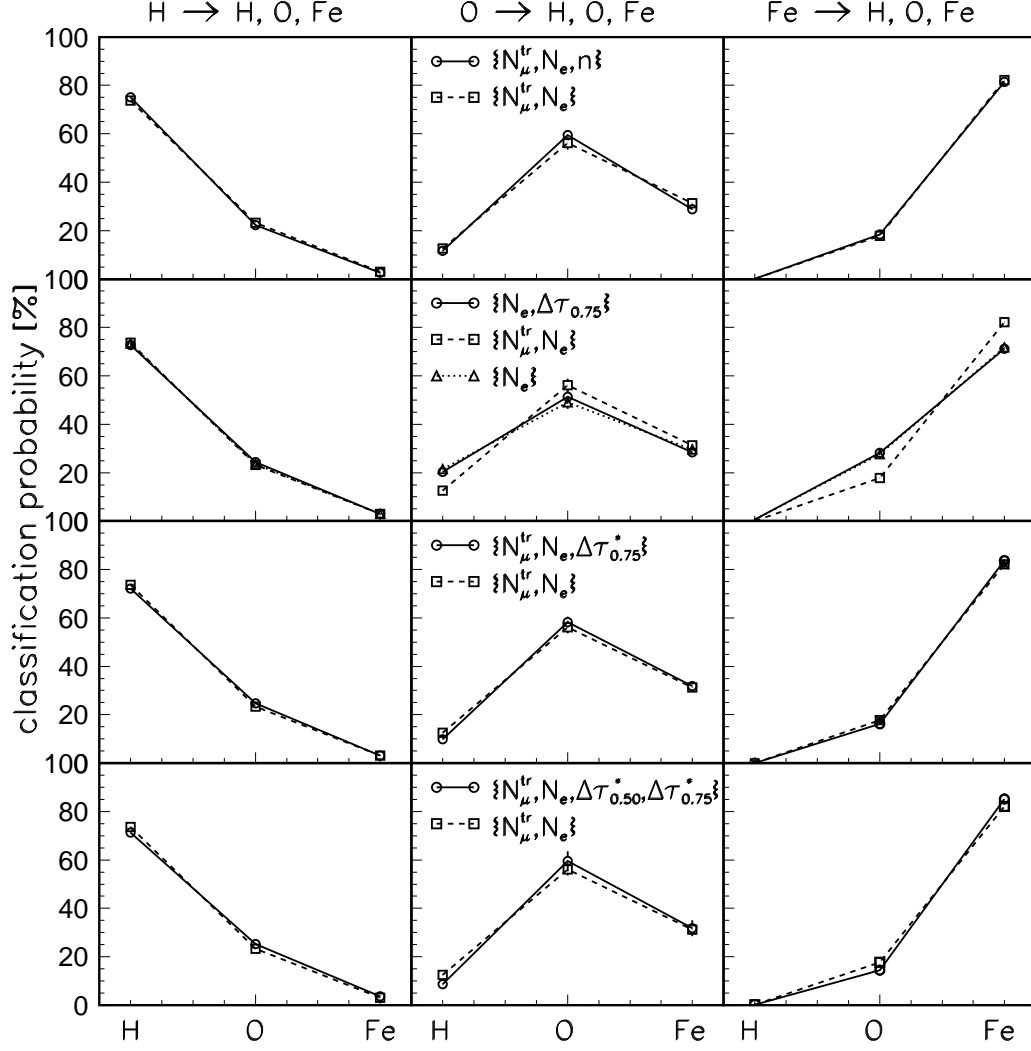 H → H, O, Fe O → H, O, Fe Fe → H, O, Fe
classification probability [%]
100
80
60
40
20
{N_μ^tr, N_e, n}
{N_μ^tr, N_e}
100
80
60
40
20
{N_e, Δτ_0.75}
{N_μ^tr, N_e}
{N_e}
100
80
60
40
20
{N_μ^tr, N_e, Δτ*_0.75}
{N_μ^tr, N_e}
100
80
60
40
20
0
{N_μ^tr, N_e, Δτ*_0.50, Δτ*_0.75}
{N_μ^tr, N_e}
H O Fe H O Fe H O Fe